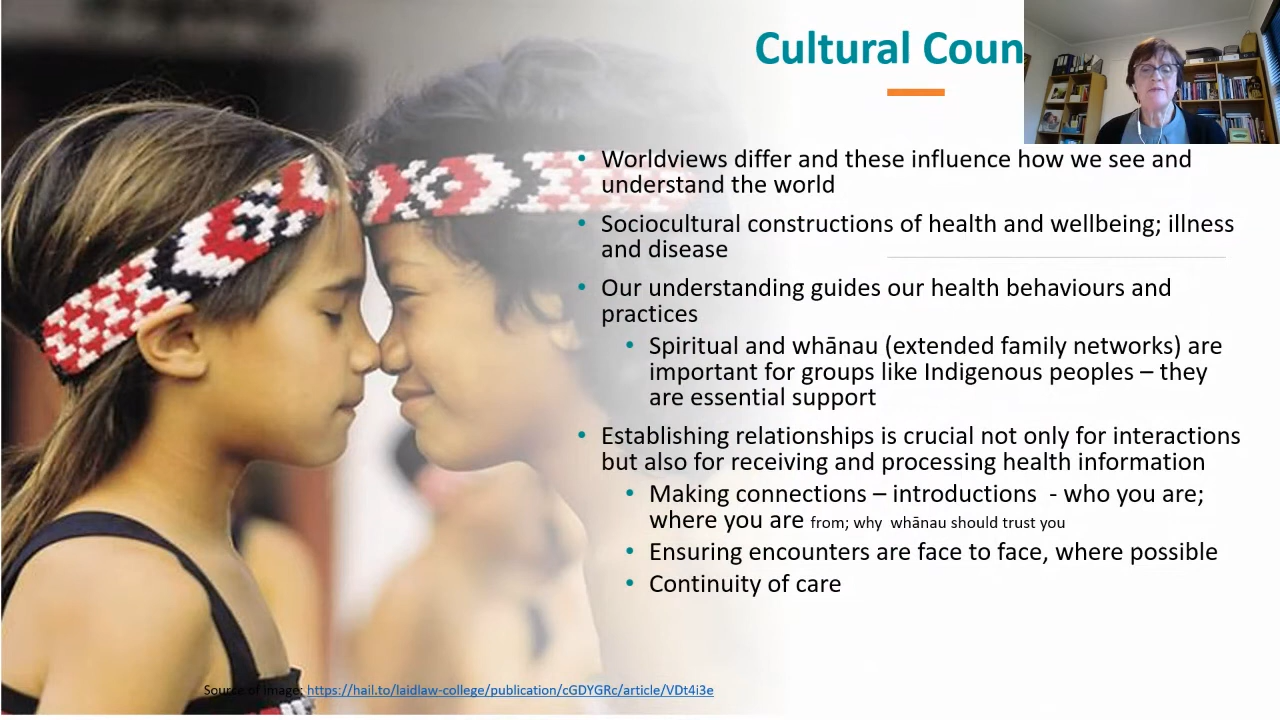 Cultural Coun
• Worldviews differ and these influence how we see and
understand the world
• Sociocultural constructions of health and wellbeing; illness
and disease
• Our understanding guides our health behaviours and
practices
• Spiritual and whānau (extended family networks) are
important for groups like Indigenous peoples – they
are essential support
• Establishing relationships is crucial not only for interactions
but also for receiving and processing health information
• Making connections – introductions  - who you are;
where you are from; why  whānau should trust you
• Ensuring encounters are face to face, where possible
• Continuity of care
Source of image: https://hail.to/laidlaw-college/publication/cGDYGRc/article/VDt4i3e